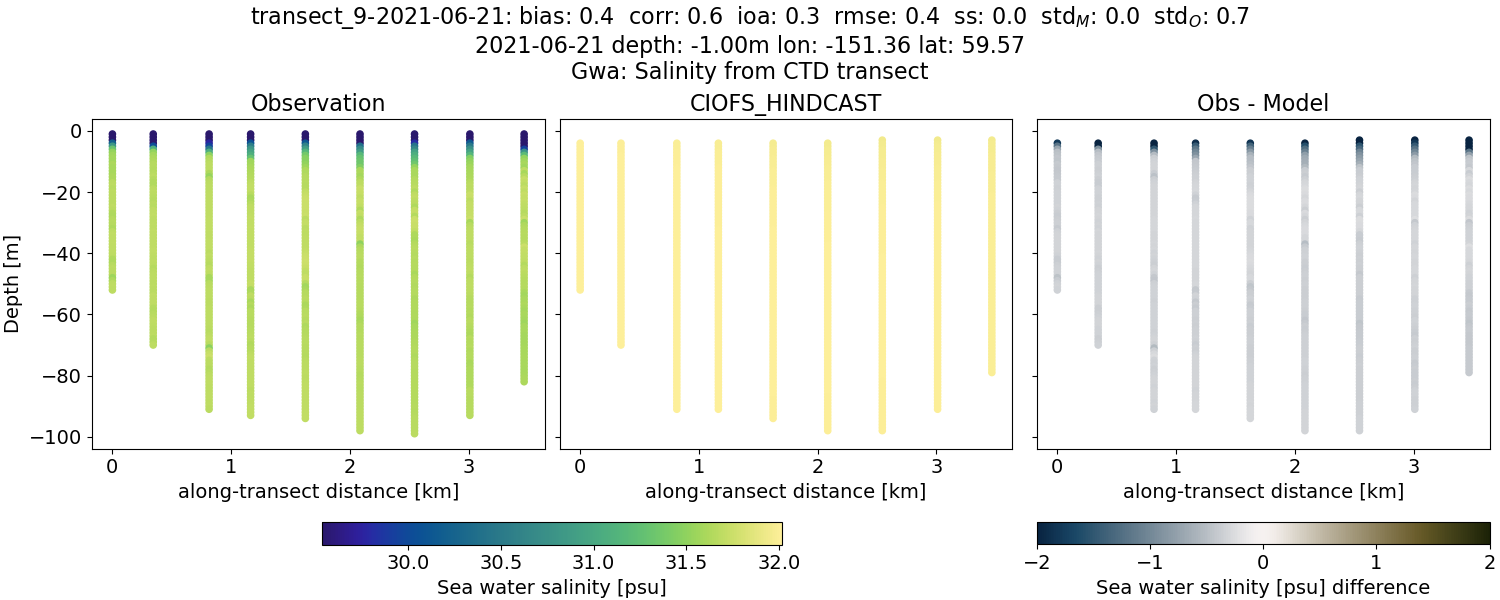 transect_9-2021-06-21: bias: 0.4 corr: 0.6 ioa: 0.3 rmse: 0.4 ss: 0.0 std_M: 0.0 std_O: 0.7
2021-06-21 depth: -1.00m lon: -151.36 lat: 59.57
Gwa: Salinity from CTD transect
Observation CIOFS_HINDCAST Obs - Model
0
−20
−40
−60
−80
−100
Depth [m]
0 1 2 3 0 1 2 3 0 1 2 3
along-transect distance [km] along-transect distance [km] along-transect distance [km]
30.0 30.5 31.0 31.5 32.0
Sea water salinity [psu]
−2 −1 0 1 2
Sea water salinity [psu] difference